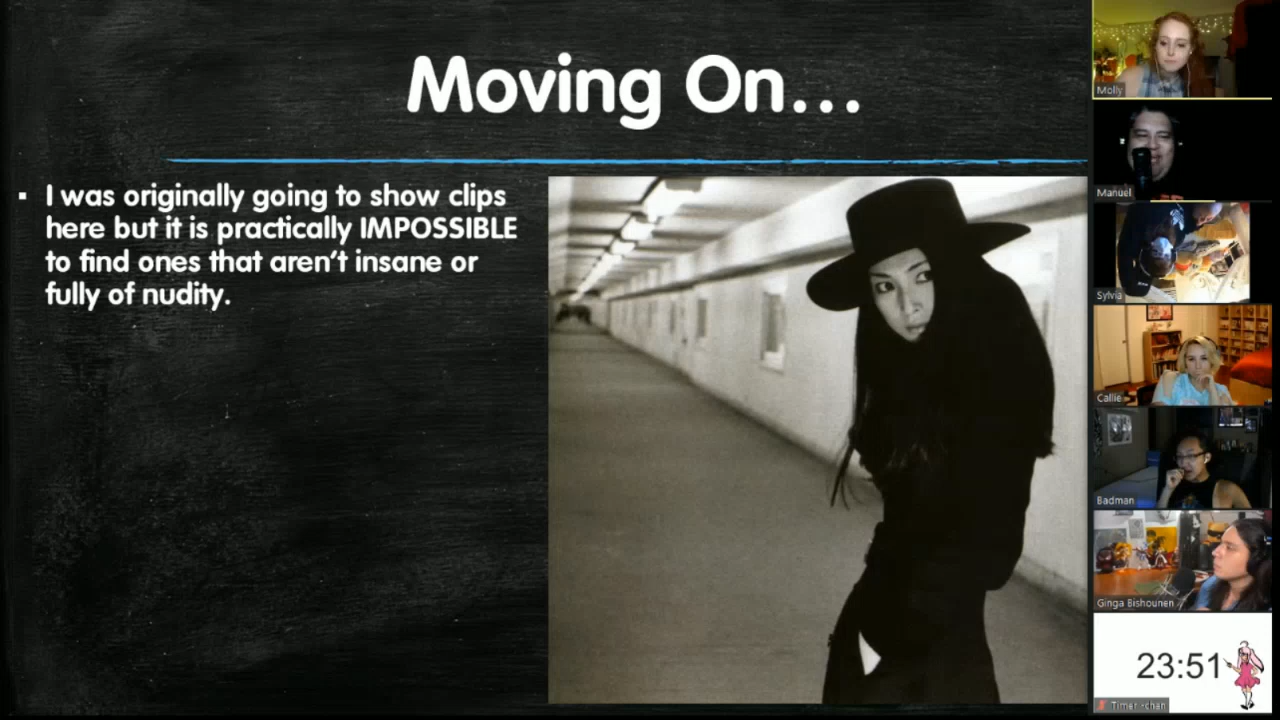 Moving On...
I was originally going to show clips
here but it is practically IMPOSSIBLE
to find ones that aren't insane or
fully of nudity.
Molly
Manuel
Sylvia
Callie
Badman
Ginga Bishounen
23:51
Timer-chan